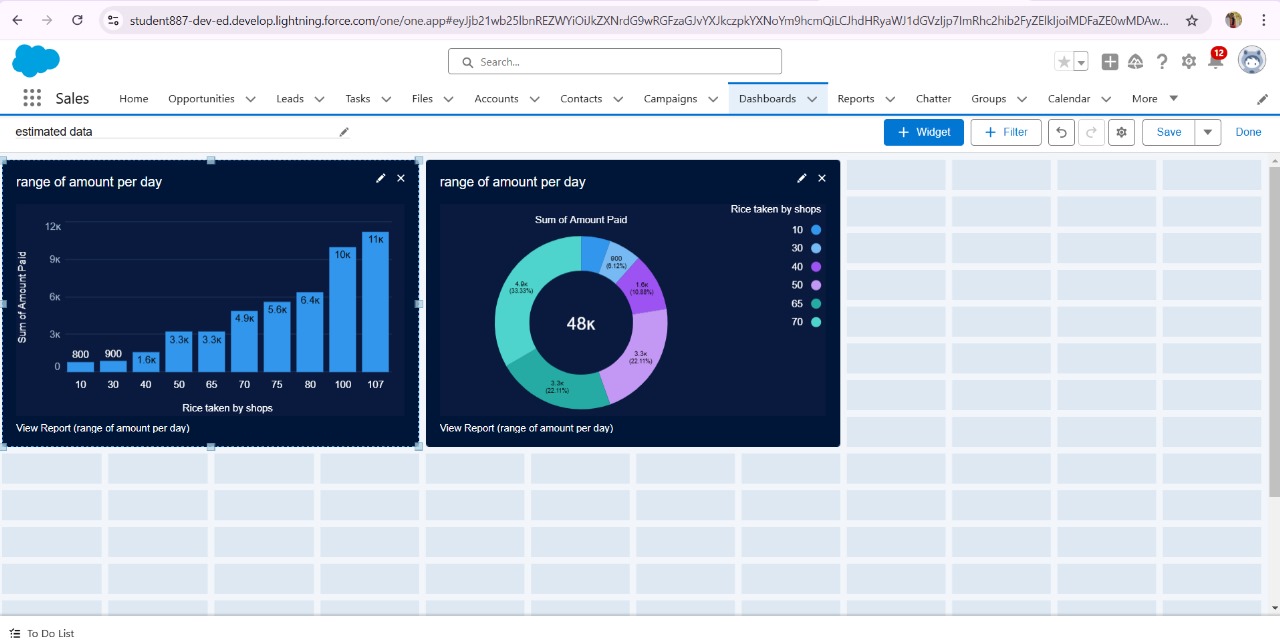 student887-dev-ed.develop.lightning.force.com/one/one.app#eyJjb21wb25lbnREZWYiOiJkZXNrdG9wRGFzaGJvYXJkczpkYXNoYm9hcmQiLCJhdHRyaWJ1dGVzIjp7InJlY29yZElkIjoiMDFaZE0wMDAw...
Search...
12
Sales Home Opportunities Leads Tasks Files Accounts Contacts Campaigns Dashboards Reports Chatter Groups Calendar More
estimated data
+ Widget + Filter Save Done
range of amount per day
Sum of Amount Paid
12K
9K
6K
3K
0
800 900 1.6K 3.3K 3.3K 4.9K 5.6K 6.4K 10K 11K
10 30 40 50 65 70 75 80 100 107
Rice taken by shops
View Report (range of amount per day)
range of amount per day
Rice taken by shops
Sum of Amount Paid
10
30
40
50
65
70
900
(6.12%)
1.6K
(10.88%)
4.9K
(33.33%)
48K
3.3K
(22.11%)
3.3K
(22.11%)
View Report (range of amount per day)
To Do List